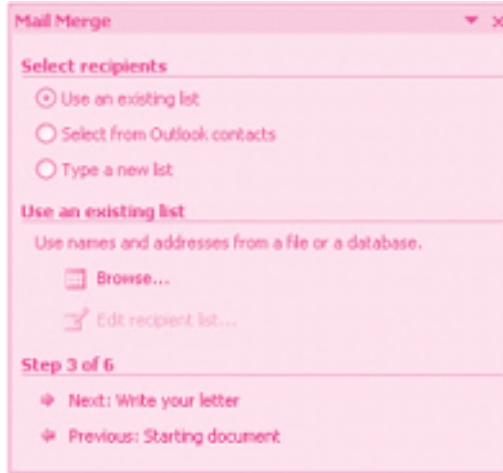 Mail Merge
Select recipients
Use an existing list
Select from Outlook contacts
Type a new list
Use an existing list
Use names and addresses from a file or a database.
Browse...
Edit recipient list...
Step 3 of 6
Next: Write your letter
Previous: Starting document